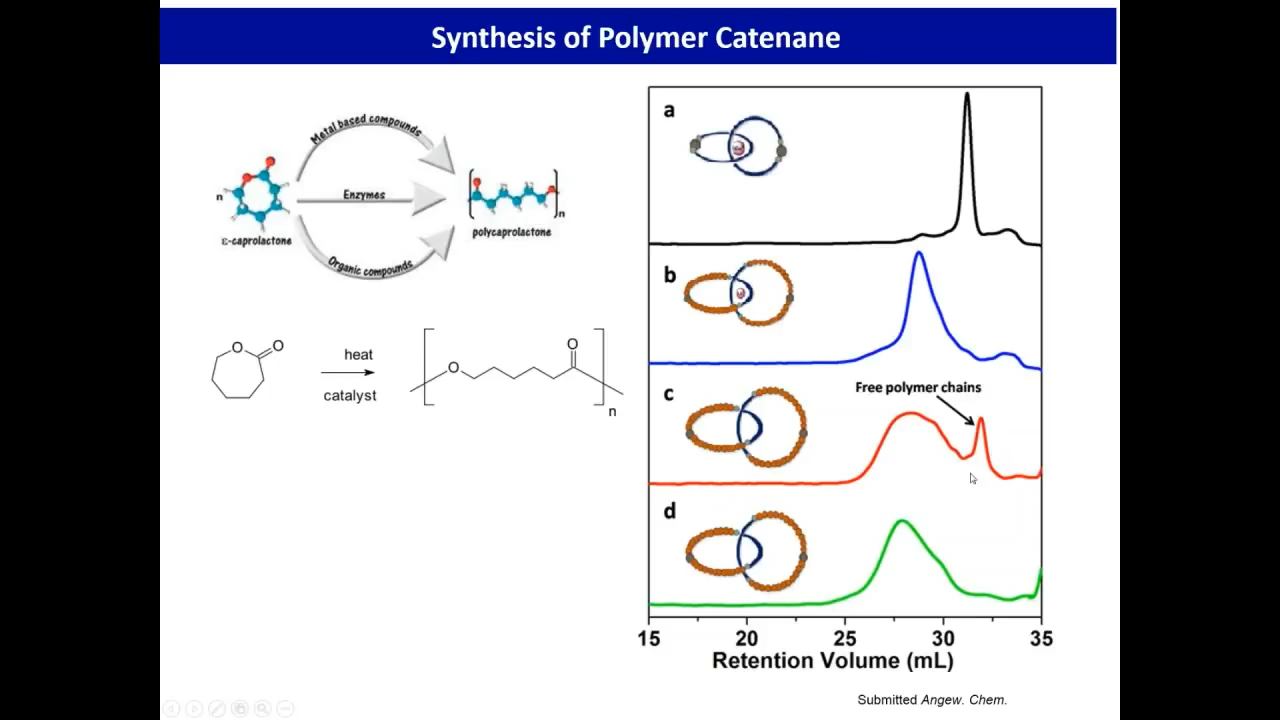 Synthesis of Polymer Catenane
Metal based compounds
n
Enzymes
n
ε-caprolactone
polycaprolactone
Organic compounds
O
O
heat
catalyst
O
O
n
a
b
c
Free polymer chains
d
15 20 25 30 35
Retention Volume (mL)
Submitted Angew. Chem.